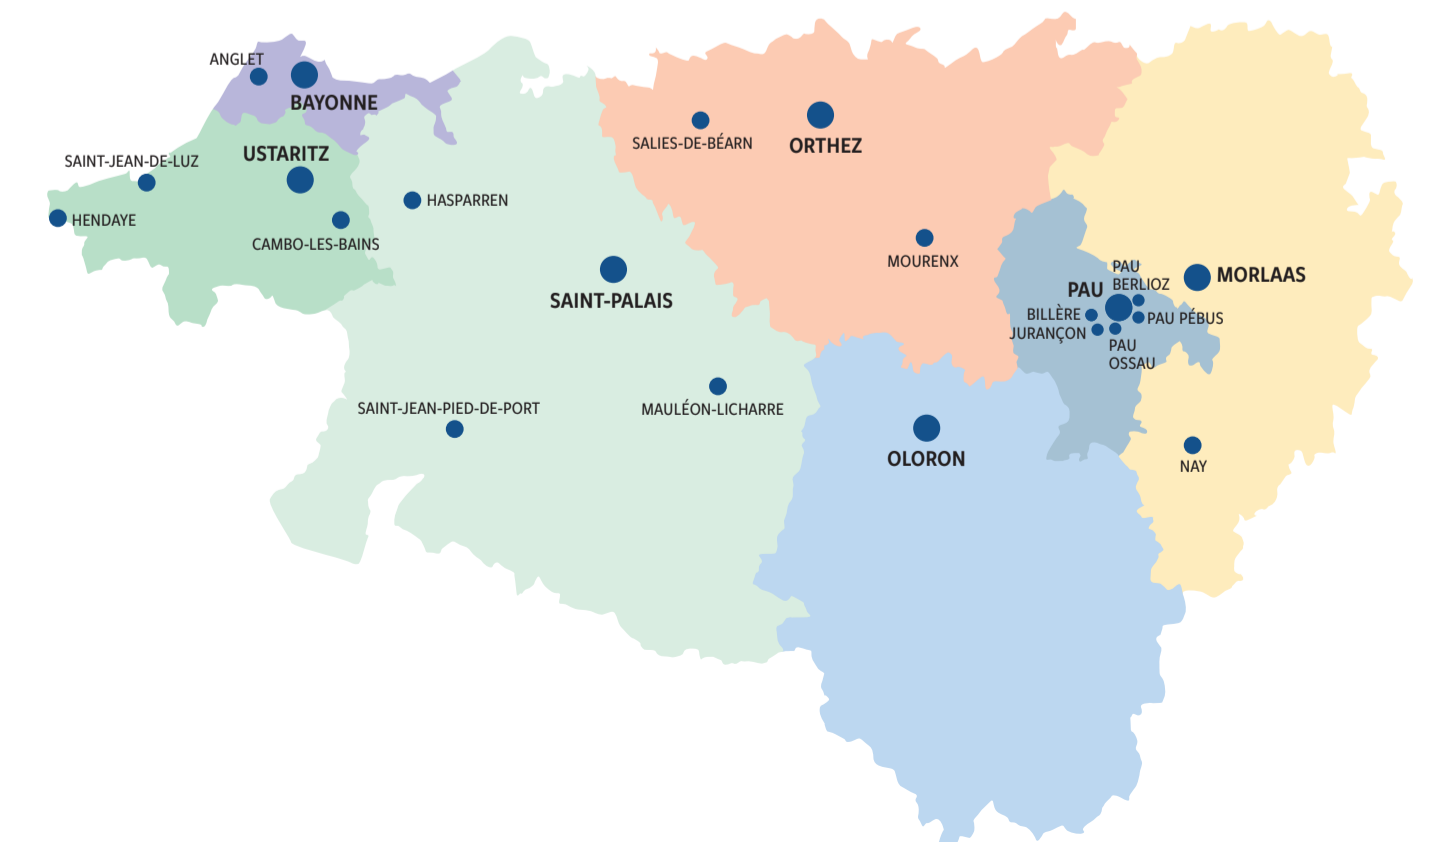 ANGLET
BAYONNE
SALIES-DE-BÉARN
ORTHEZ
SAINT-JEAN-DE-LUZ
USTARITZ
HENDAYE
HASPARREN
CAMBO-LES-BAINS
MOURENX
SAINT-PALAIS
PAU
BERLIOZ
MORLAAS
PAU
BILLÈRE
PAU PÉBUS
JURANÇON
PAU
OSSAU
SAINT-JEAN-PIED-DE-PORT
MAULÉON-LICHARRE
OLORON
NAY